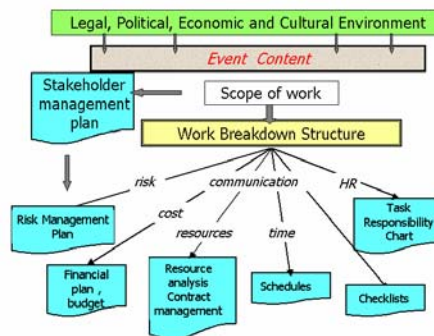 Legal, Political, Economic and Cultural Environment
Event Content
Stakeholder
management
plan
Scope of work
Work Breakdown Structure
risk
communication
HR
cost
resources
time
Risk Management
Plan
Task
Responsibility
Chart
Financial
plan , budget
Resource
analysis
Contract
management
Schedules
Checklists